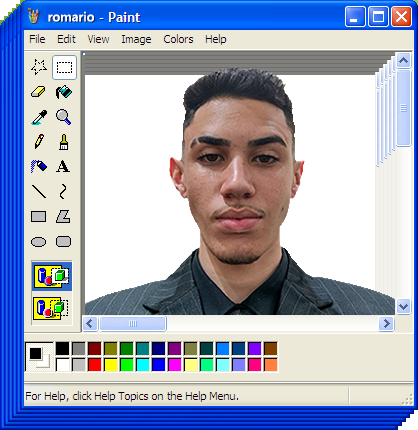 romario - Paint
File Edit View Image Colors Help
A
For Help, click Help Topics on the Help Menu.